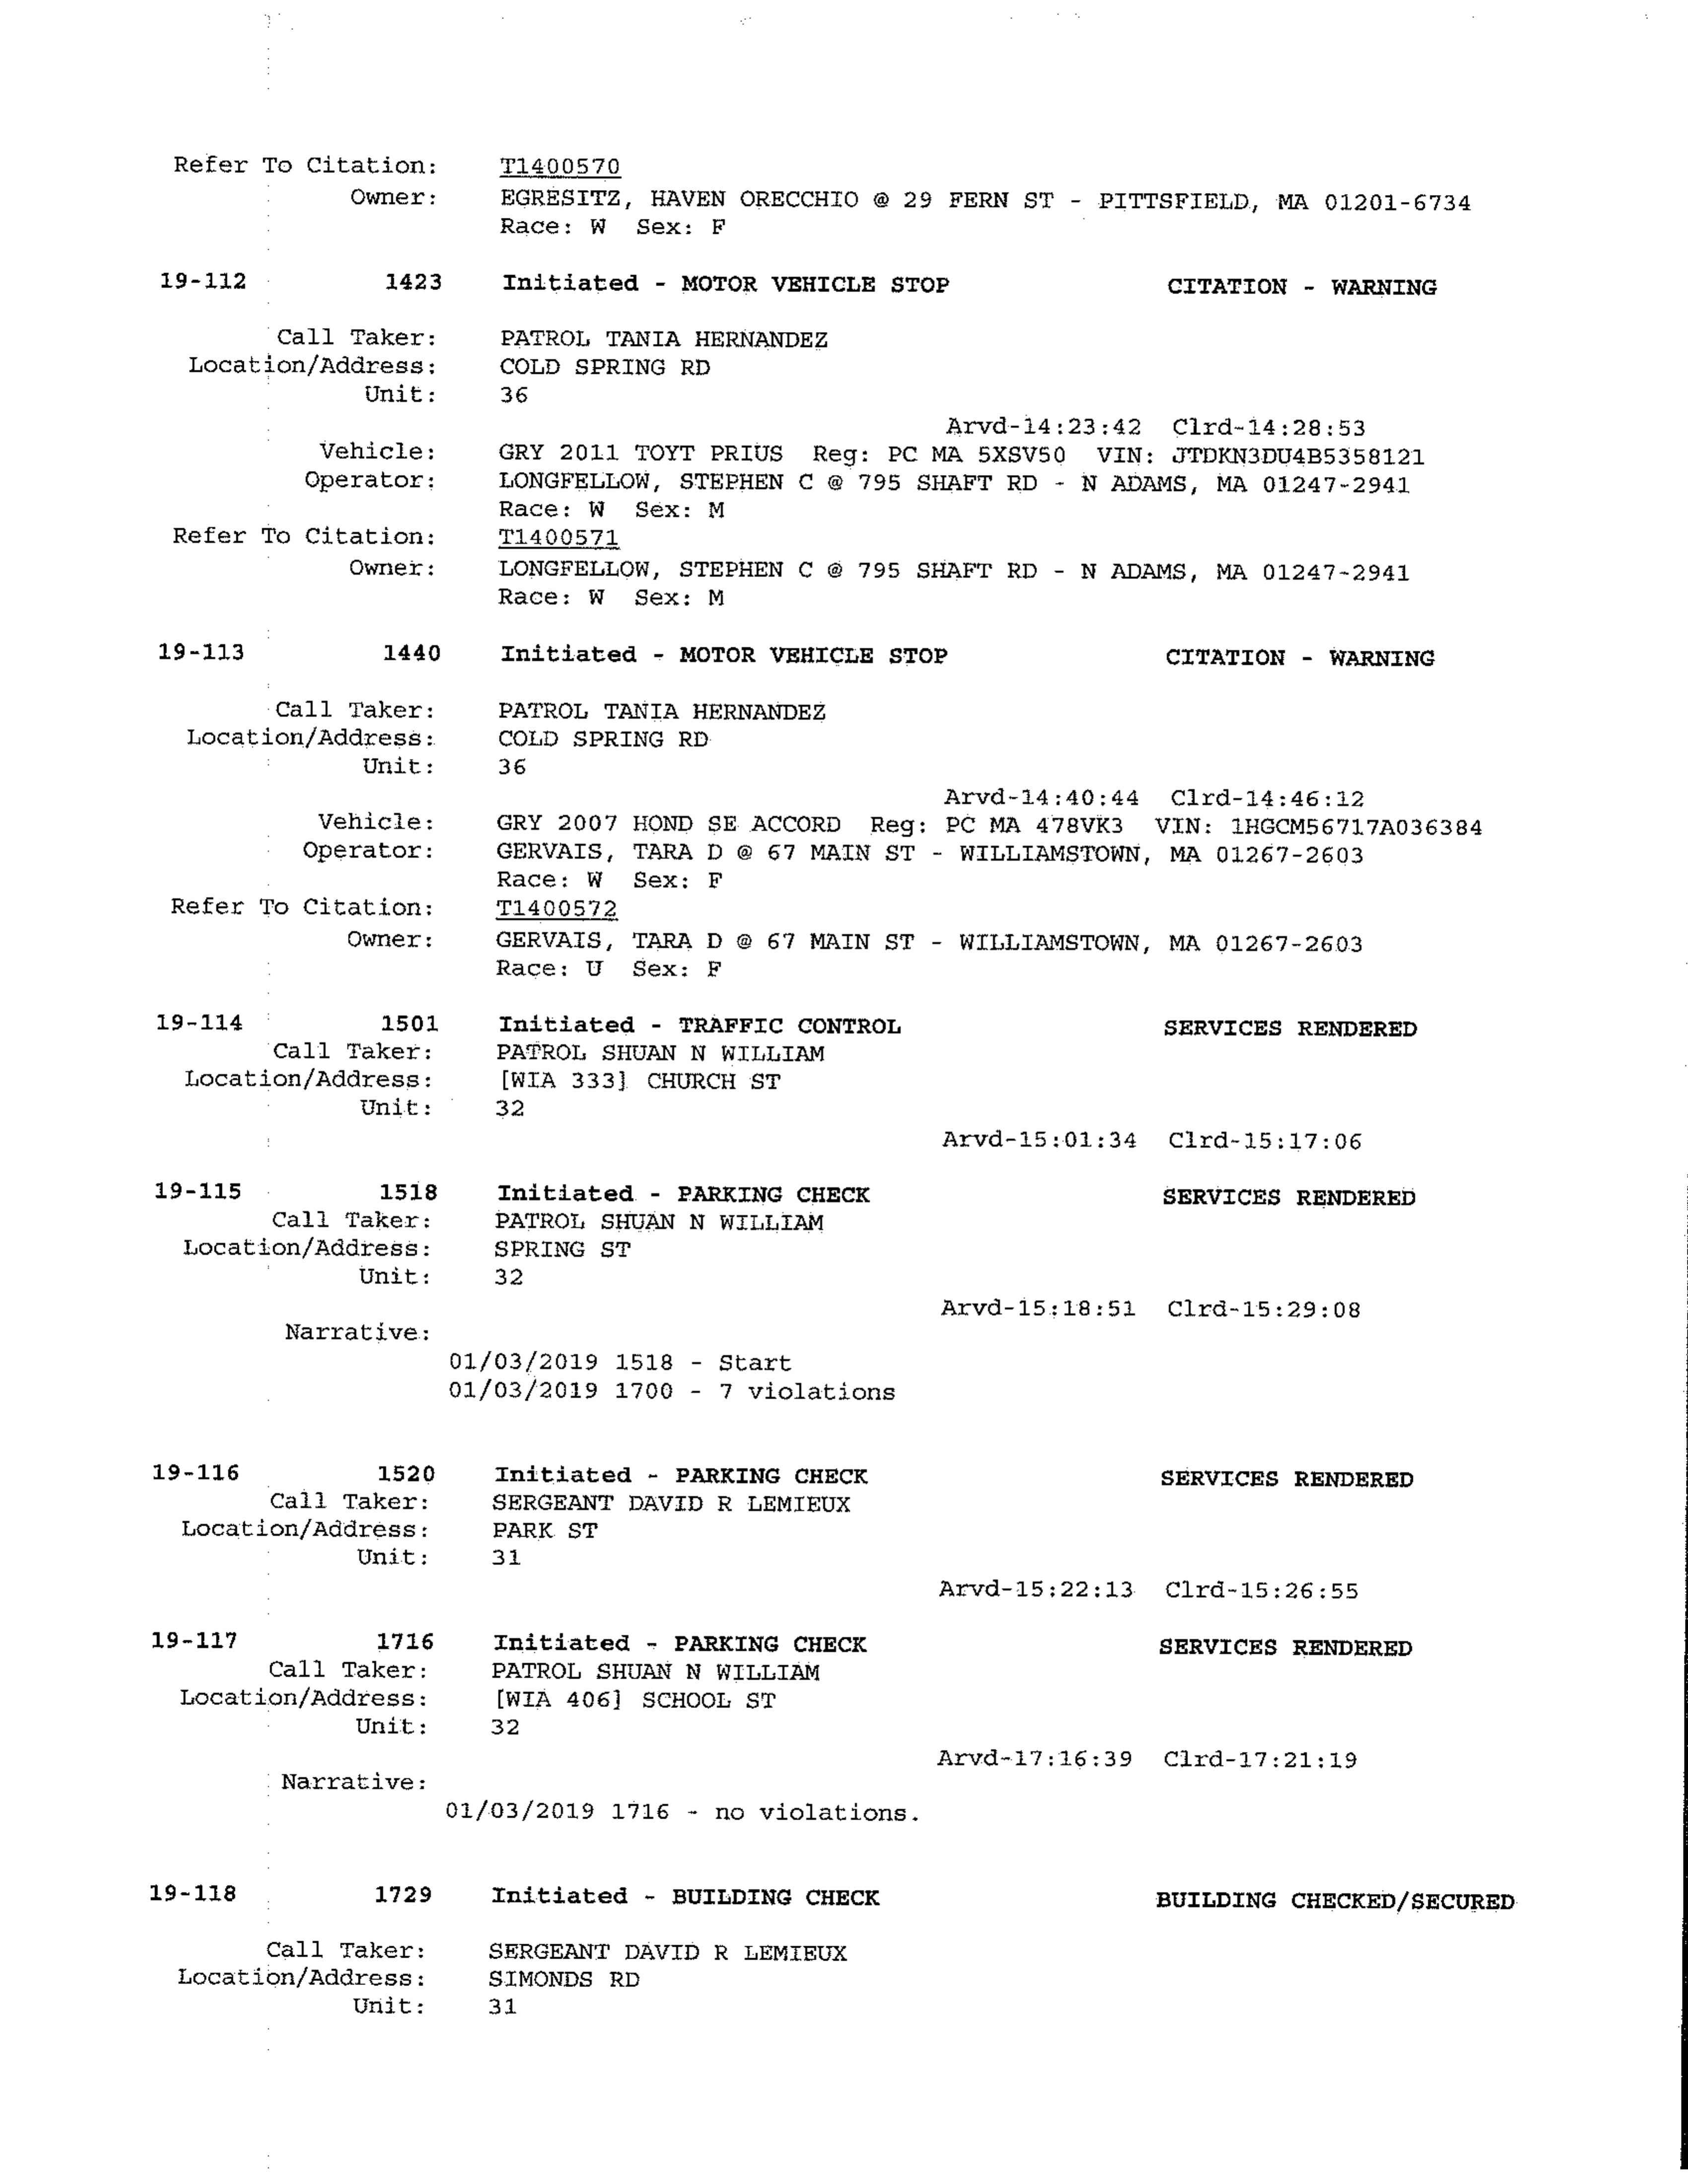 Refer To Citation: T1400570
Owner: EGRESITZ, HAVEN ORECCHIO @ 29 FERN ST - PITTSFIELD, MA 01201-6734
Race: W Sex: F
19-112 1423 Initiated - MOTOR VEHICLE STOP CITATION - WARNING
Call Taker: PATROL TANIA HERNANDEZ
Location/Address: COLD SPRING RD
Unit: 36
Arvd-14:23:42 Clrd-14:28:53
Vehicle: GRY 2011 TOYT PRIUS Reg: PC MA 5XSV50 VIN: JTDKN3DU4B5358121
Operator: LONGFELLOW, STEPHEN C @ 795 SHAFT RD - N ADAMS, MA 01247-2941
Race: W Sex: M
Refer To Citation: T1400571
Owner: LONGFELLOW, STEPHEN C @ 795 SHAFT RD - N ADAMS, MA 01247-2941
Race: W Sex: M
19-113 1440 Initiated - MOTOR VEHICLE STOP CITATION - WARNING
Call Taker: PATROL TANIA HERNANDEZ
Location/Address: COLD SPRING RD
Unit: 36
Arvd-14:40:44 Clrd-14:46:12
Vehicle: GRY 2007 HOND SE ACCORD Reg: PC MA 478VK3 VIN: 1HGCM56717A036384
Operator: GERVAIS, TARA D @ 67 MAIN ST - WILLIAMSTOWN, MA 01267-2603
Race: W Sex: F
Refer To Citation: T1400572
Owner: GERVAIS, TARA D @ 67 MAIN ST - WILLIAMSTOWN, MA 01267-2603
Race: U Sex: F
19-114 1501 Initiated - TRAFFIC CONTROL SERVICES RENDERED
Call Taker: PATROL SHUAN N WILLIAM
Location/Address: [WIA 333] CHURCH ST
Unit: 32
Arvd-15:01:34 Clrd-15:17:06
19-115 1518 Initiated - PARKING CHECK SERVICES RENDERED
Call Taker: PATROL SHUAN N WILLIAM
Location/Address: SPRING ST
Unit: 32
Arvd-15:18:51 Clrd-15:29:08
Narrative:
01/03/2019 1518 - Start
01/03/2019 1700 - 7 violations
19-116 1520 Initiated - PARKING CHECK SERVICES RENDERED
Call Taker: SERGEANT DAVID R LEMIEUX
Location/Address: PARK ST
Unit: 31
Arvd-15:22:13 Clrd-15:26:55
19-117 1716 Initiated - PARKING CHECK SERVICES RENDERED
Call Taker: PATROL SHUAN N WILLIAM
Location/Address: [WIA 406] SCHOOL ST
Unit: 32
Arvd-17:16:39 Clrd-17:21:19
Narrative:
01/03/2019 1716 - no violations.
19-118 1729 Initiated - BUILDING CHECK BUILDING CHECKED/SECURED
Call Taker: SERGEANT DAVID R LEMIEUX
Location/Address: SIMONDS RD
Unit: 31